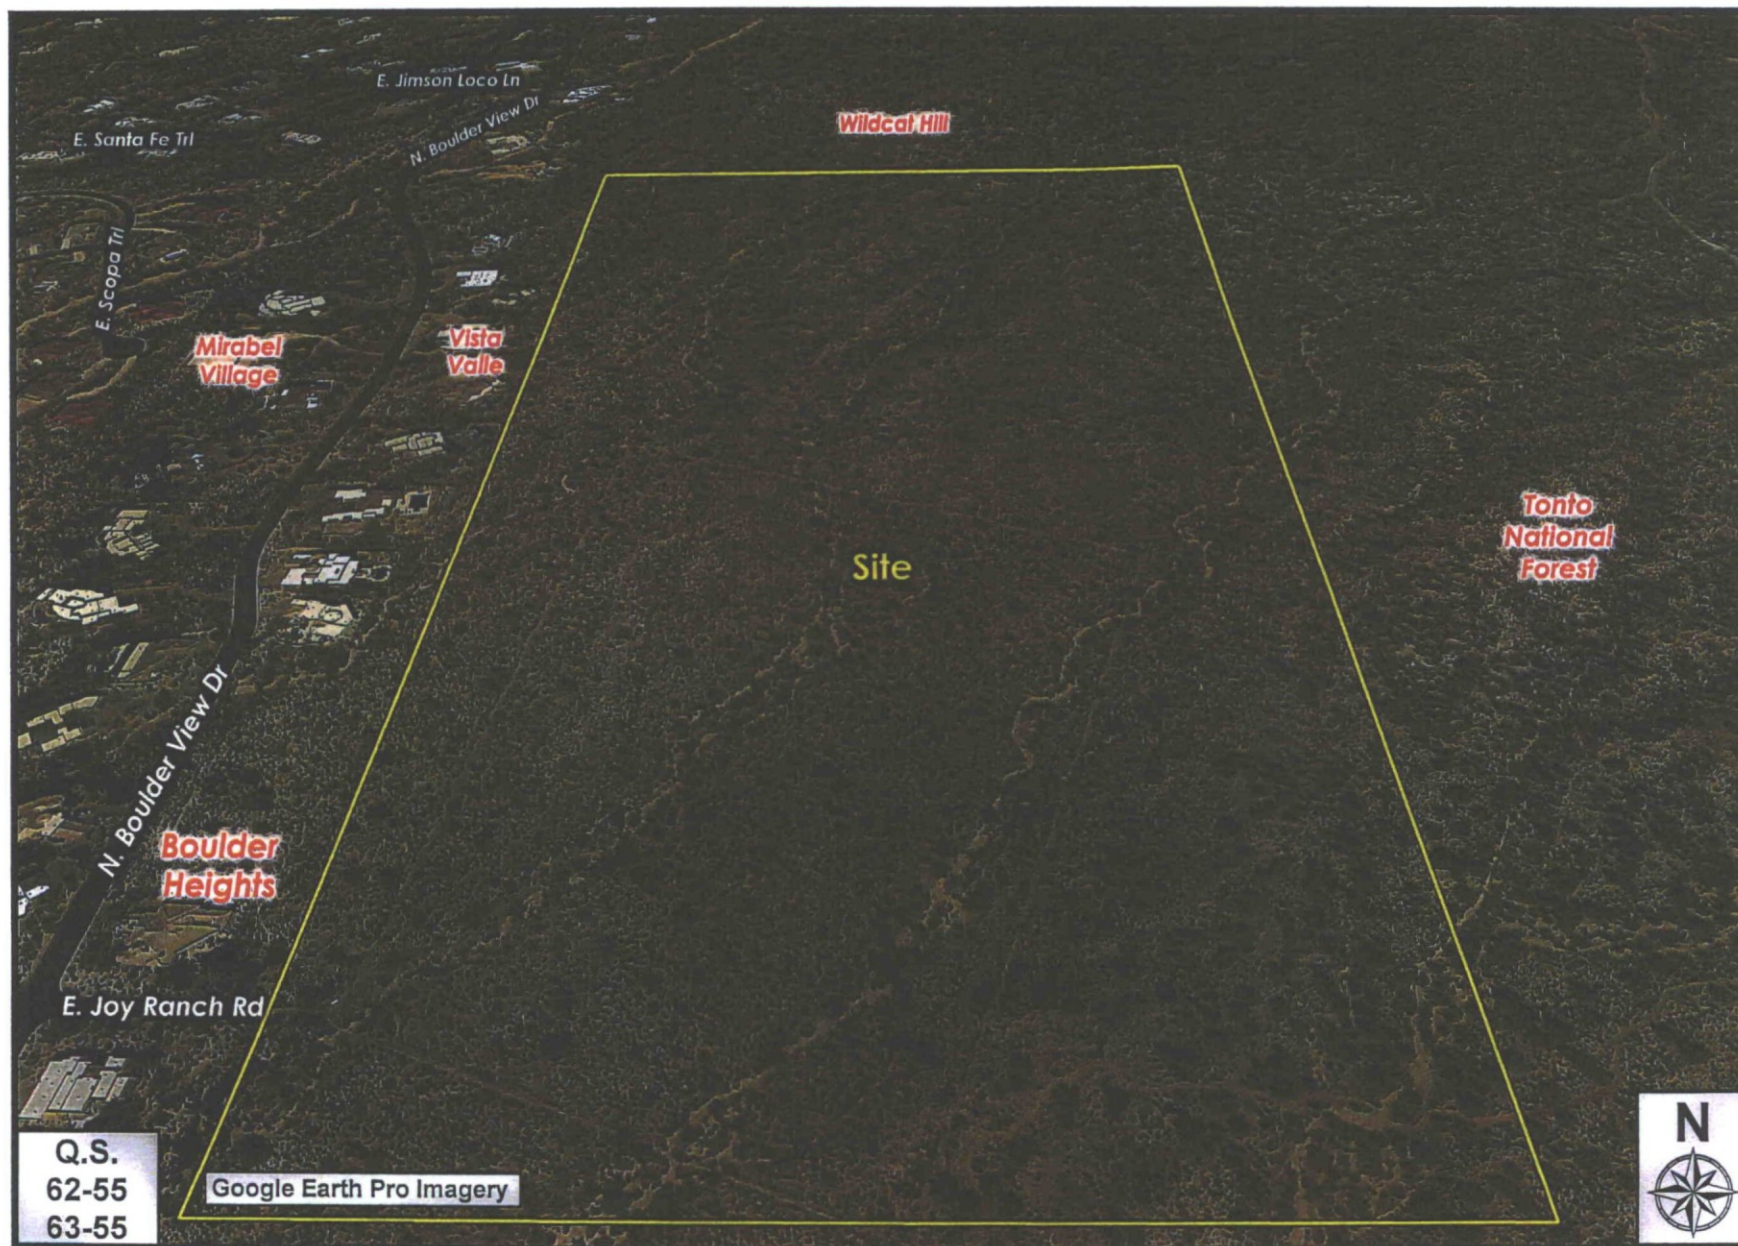 E. Jimson Loco Ln
N. Boulder View Dr
Wildcat Hill
E. Santa Fe Trl
E. Scopa Trl
Mirabel
Village
Vista
Valle
Site
Tonto
National
Forest
N. Boulder View Dr
Boulder
Heights
E. Joy Ranch Rd
Q.S.
62-55
63-55
Google Earth Pro Imagery
N